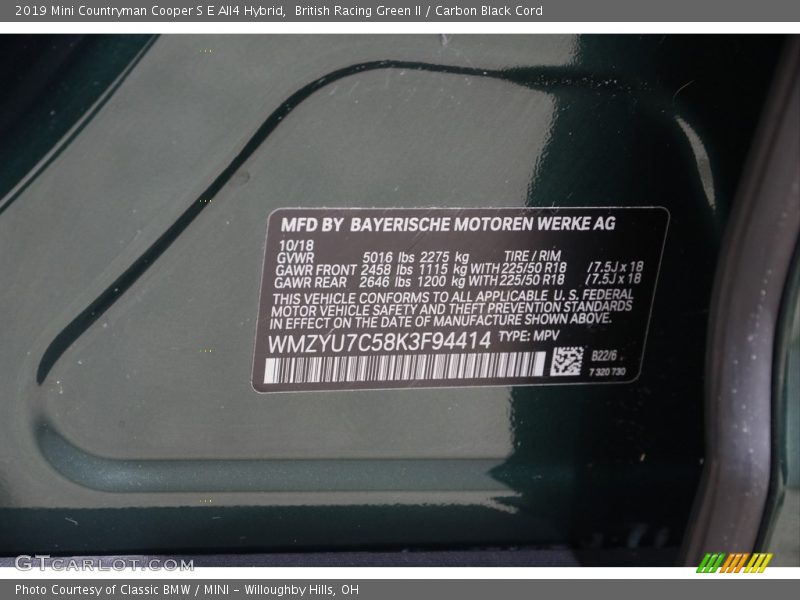 2019 Mini Countryman Cooper S E All4 Hybrid,  British Racing Green II / Carbon Black Cord
MFD BY BAYERISCHE MOTOREN WERKE AG
10/18
GVWR 5016 lbs 2275 kg TIRE / RIM
GAWR FRONT 2458 lbs 1115 kg WITH 225/50 R18 / 7.5J x 18
GAWR REAR 2646 lbs 1200 kg WITH 225/50 R18 / 7.5J x 18
THIS VEHICLE CONFORMS TO ALL APPLICABLE U. S. FEDERAL
MOTOR VEHICLE SAFETY AND THEFT PREVENTION STANDARDS
IN EFFECT ON THE DATE OF MANUFACTURE SHOWN ABOVE.
WMZYU7C58K3F94414 TYPE: MPV
B22/6
7 320 730
GTCARLOT.COM
Photo Courtesy of Classic BMW / MINI - Willoughby Hills, OH